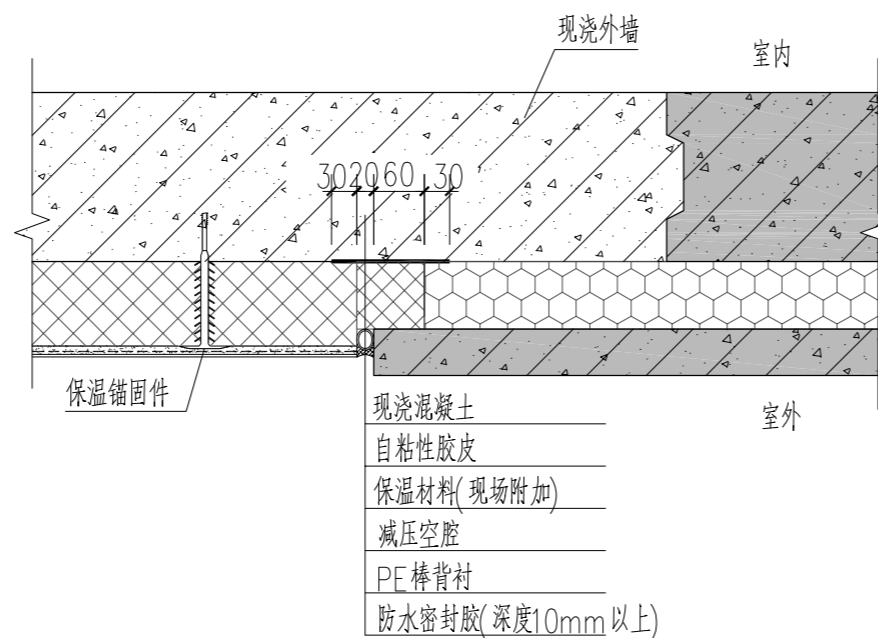 现浇外墙
室内
30 20 60 30
保温锚固件
现浇混凝土
室外
自粘性胶皮
保温材料(现场附加)
减压空腔
PE棒背衬
防水密封胶(深度10mm以上)